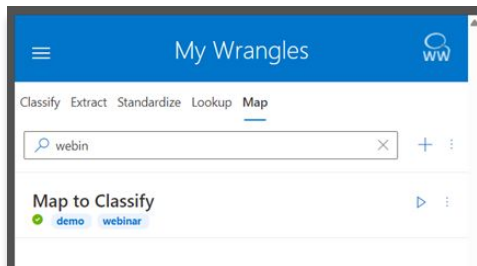 My Wrangles
WW
Classify Extract Standardize Lookup Map
webin
Map to Classify
demo webinar